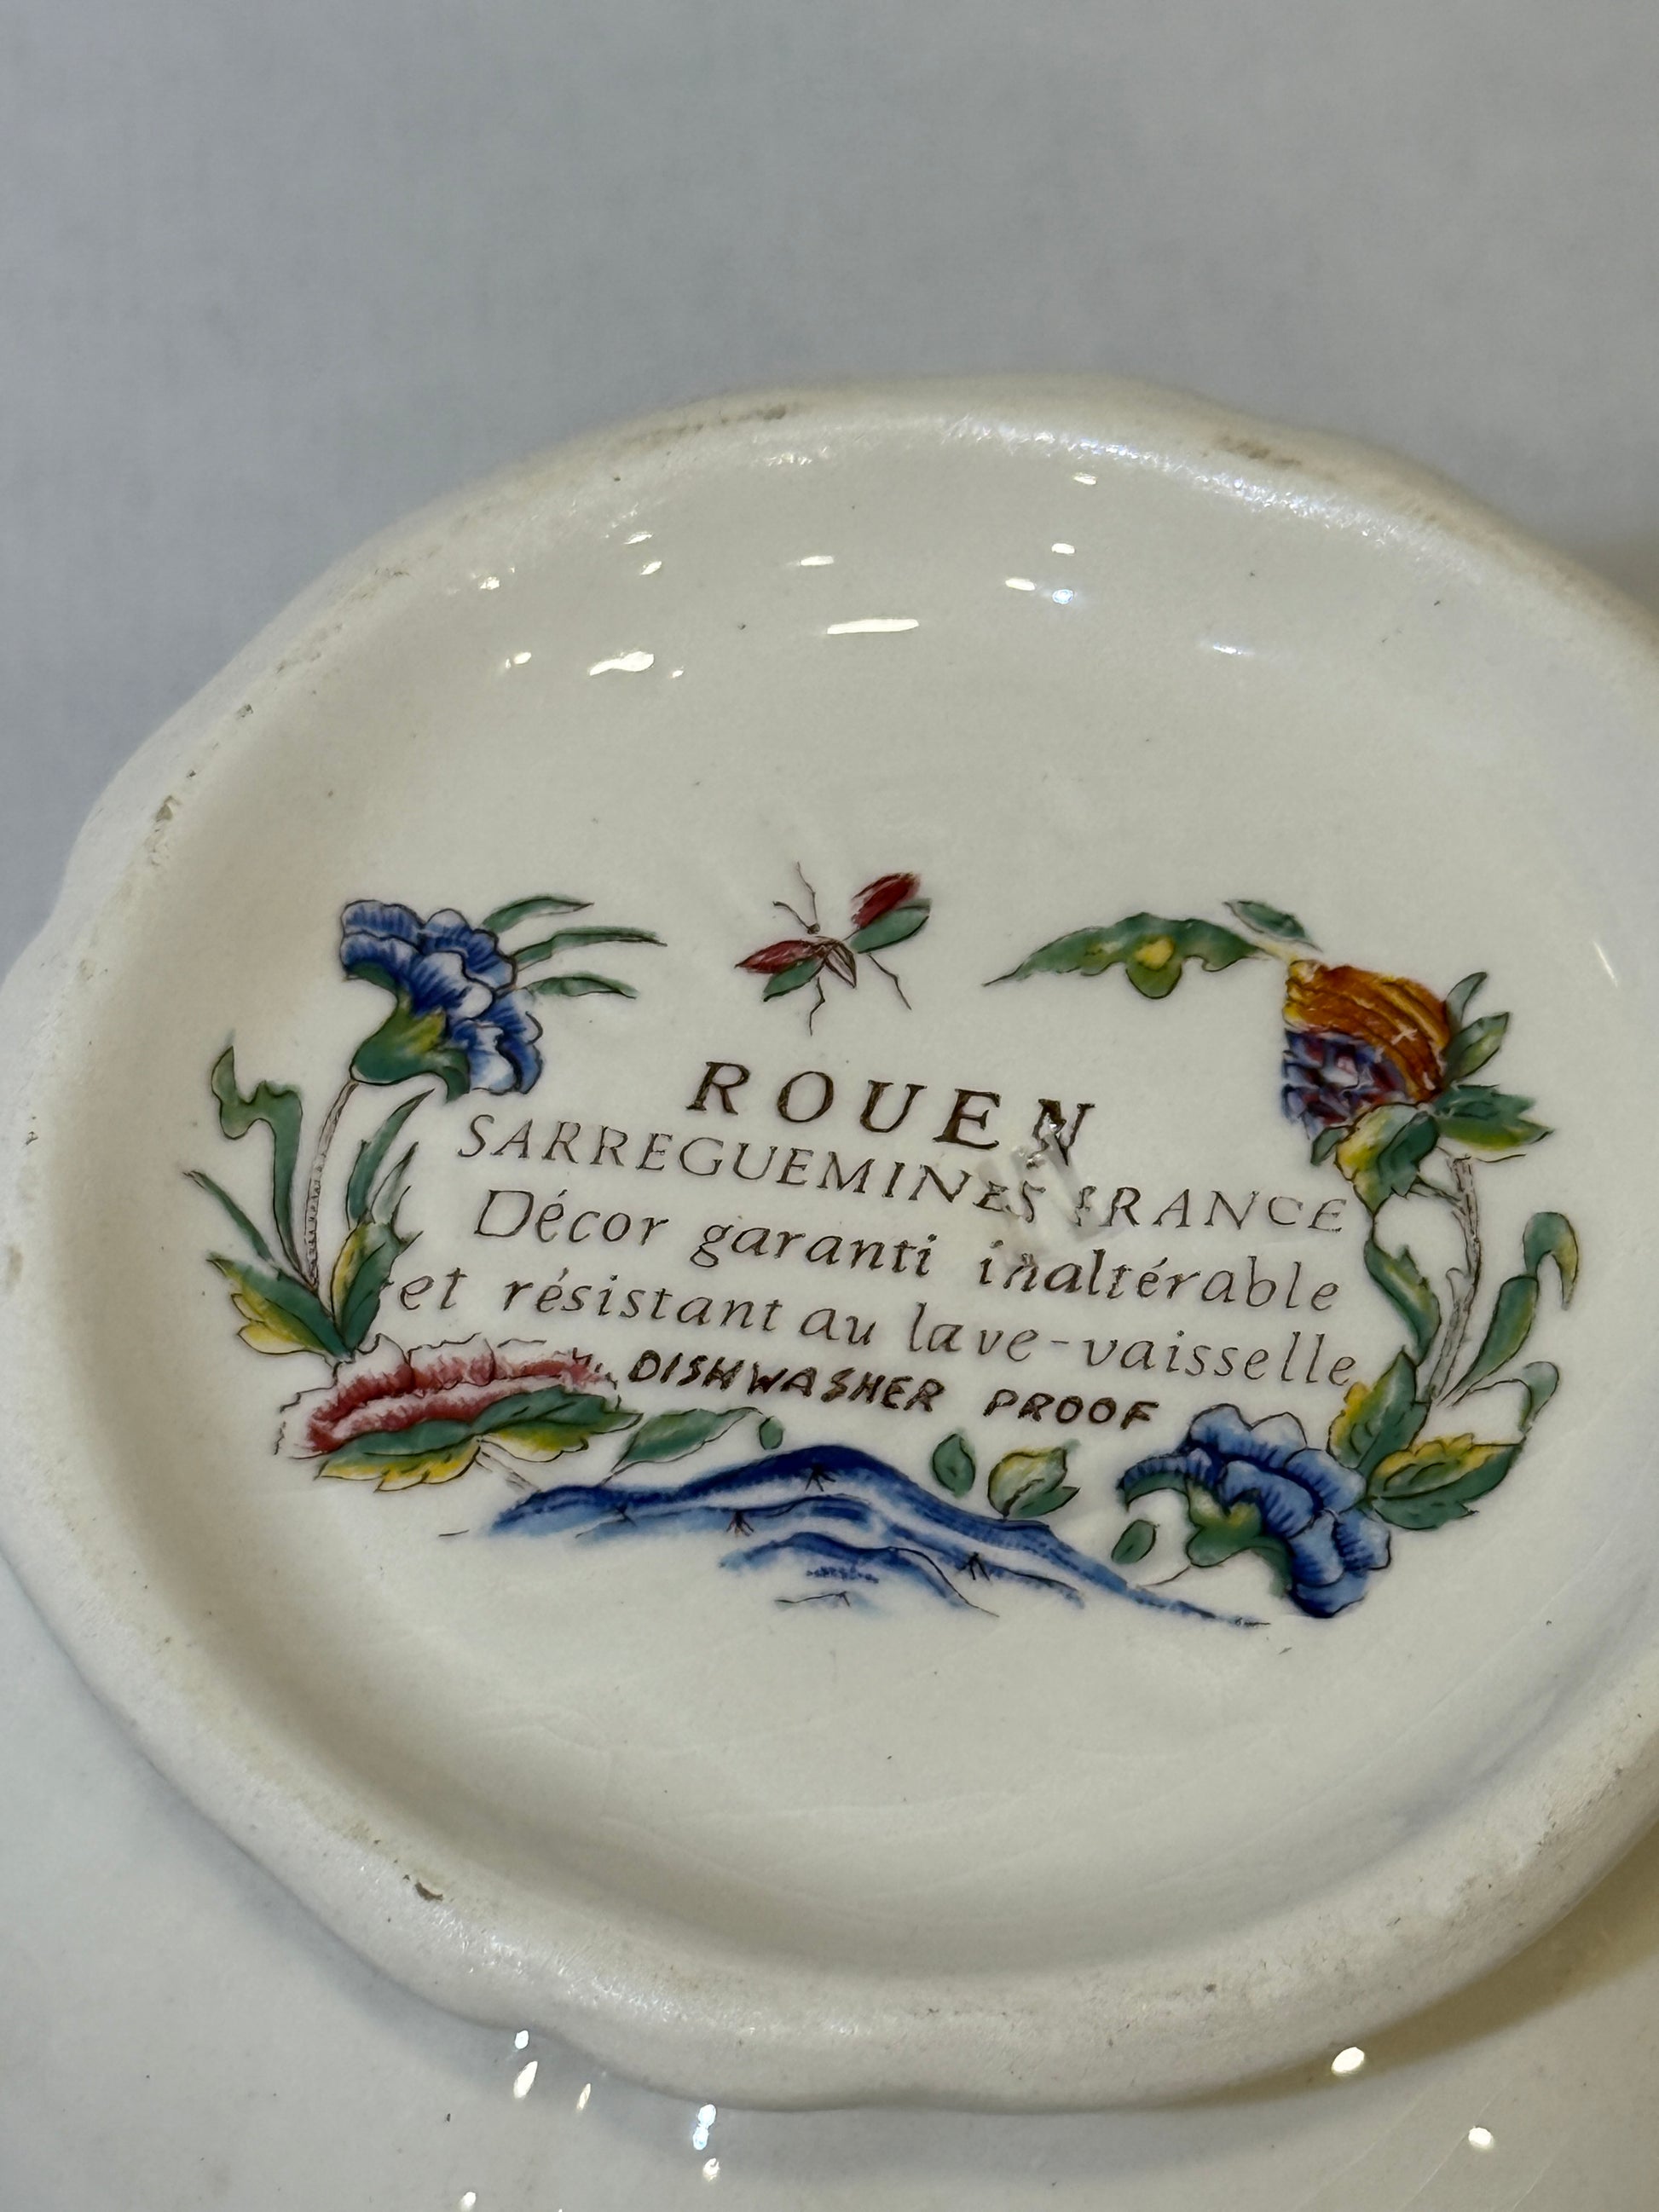 ROUEN
SARREGUEMINES FRANCE
Décor garanti inaltérable
et résistant au lave-vaisselle
DISHWASHER PROOF